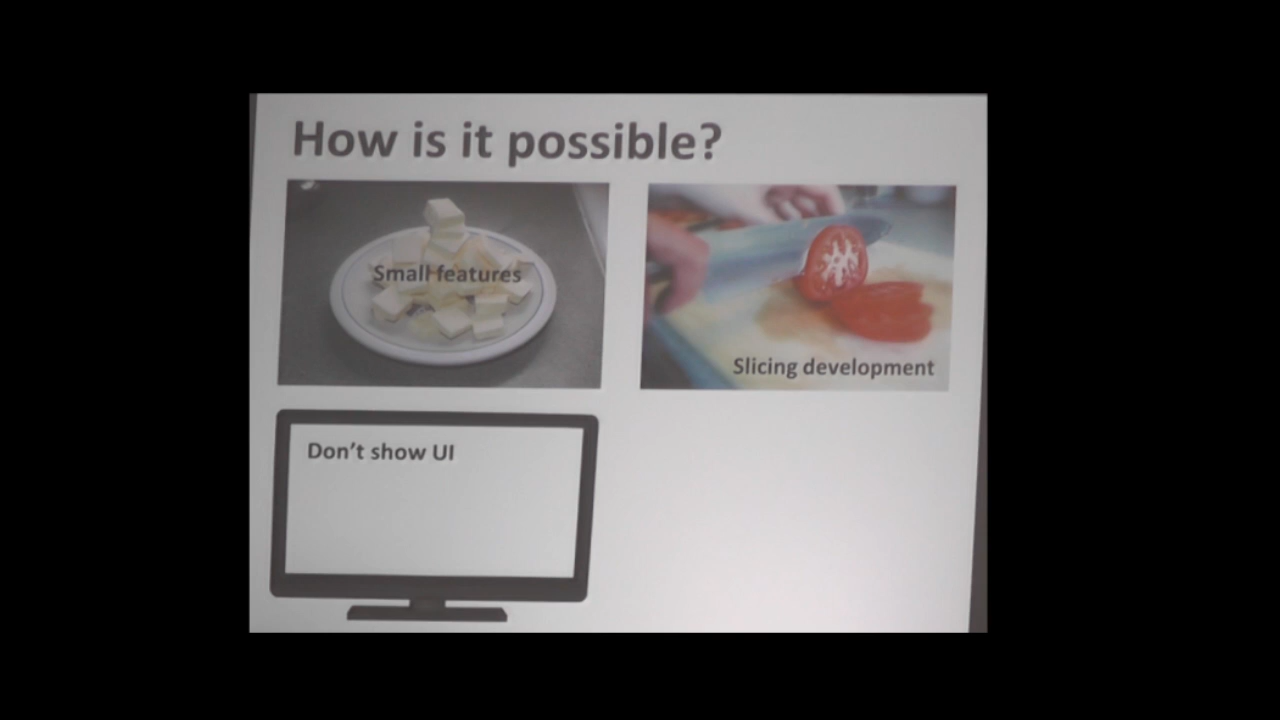 How is it possible?
Small features
Slicing development
Don't show UI